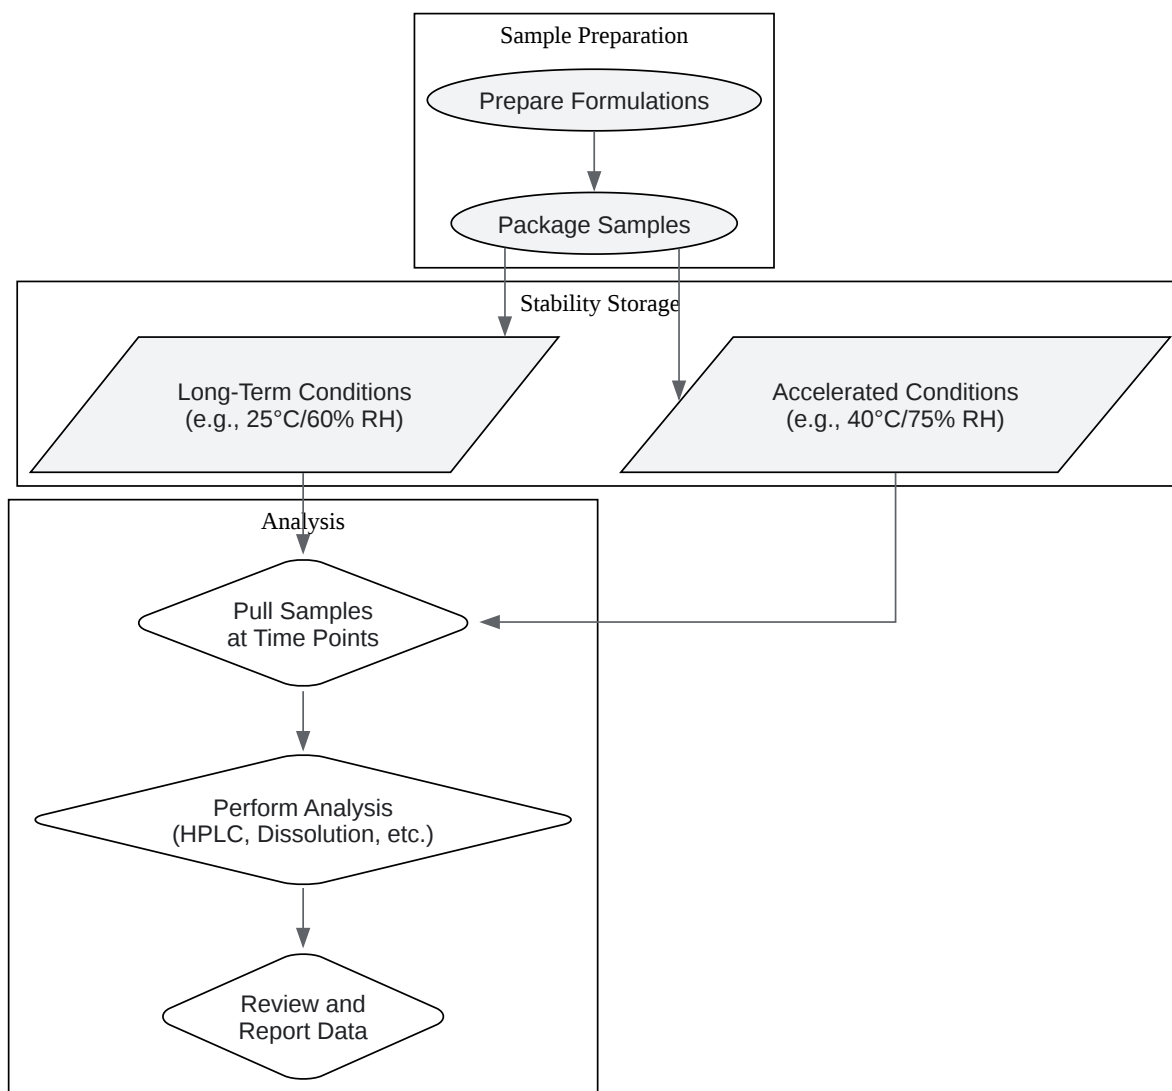 Sample Preparation
Prepare Formulations
Package Samples
Stability Storage
Long-Term Conditions
(e.g., 25°C/60% RH)
Accelerated Conditions
(e.g., 40°C/75% RH)
Analysis
Pull Samples
at Time Points
Perform Analysis
(HPLC, Dissolution, etc.)
Review and
Report Data